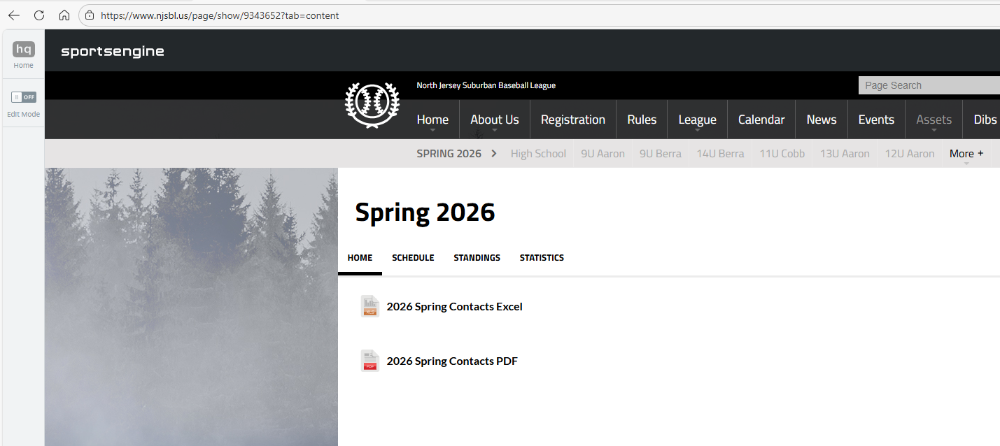 https://www.njsbl.us/page/show/9343652?tab=content
hq
Home
sportsengine
OFF
Edit Mode
North Jersey Suburban Baseball League
Page Search
Home About Us Registration Rules League Calendar News Events Assets Dibs
SPRING 2026 High School 9U Aaron 9U Berra 14U Berra 11U Cobb 13U Aaron 12U Aaron More +
Spring 2026
HOME SCHEDULE STANDINGS STATISTICS
XLS
2026 Spring Contacts Excel
PDF
2026 Spring Contacts PDF